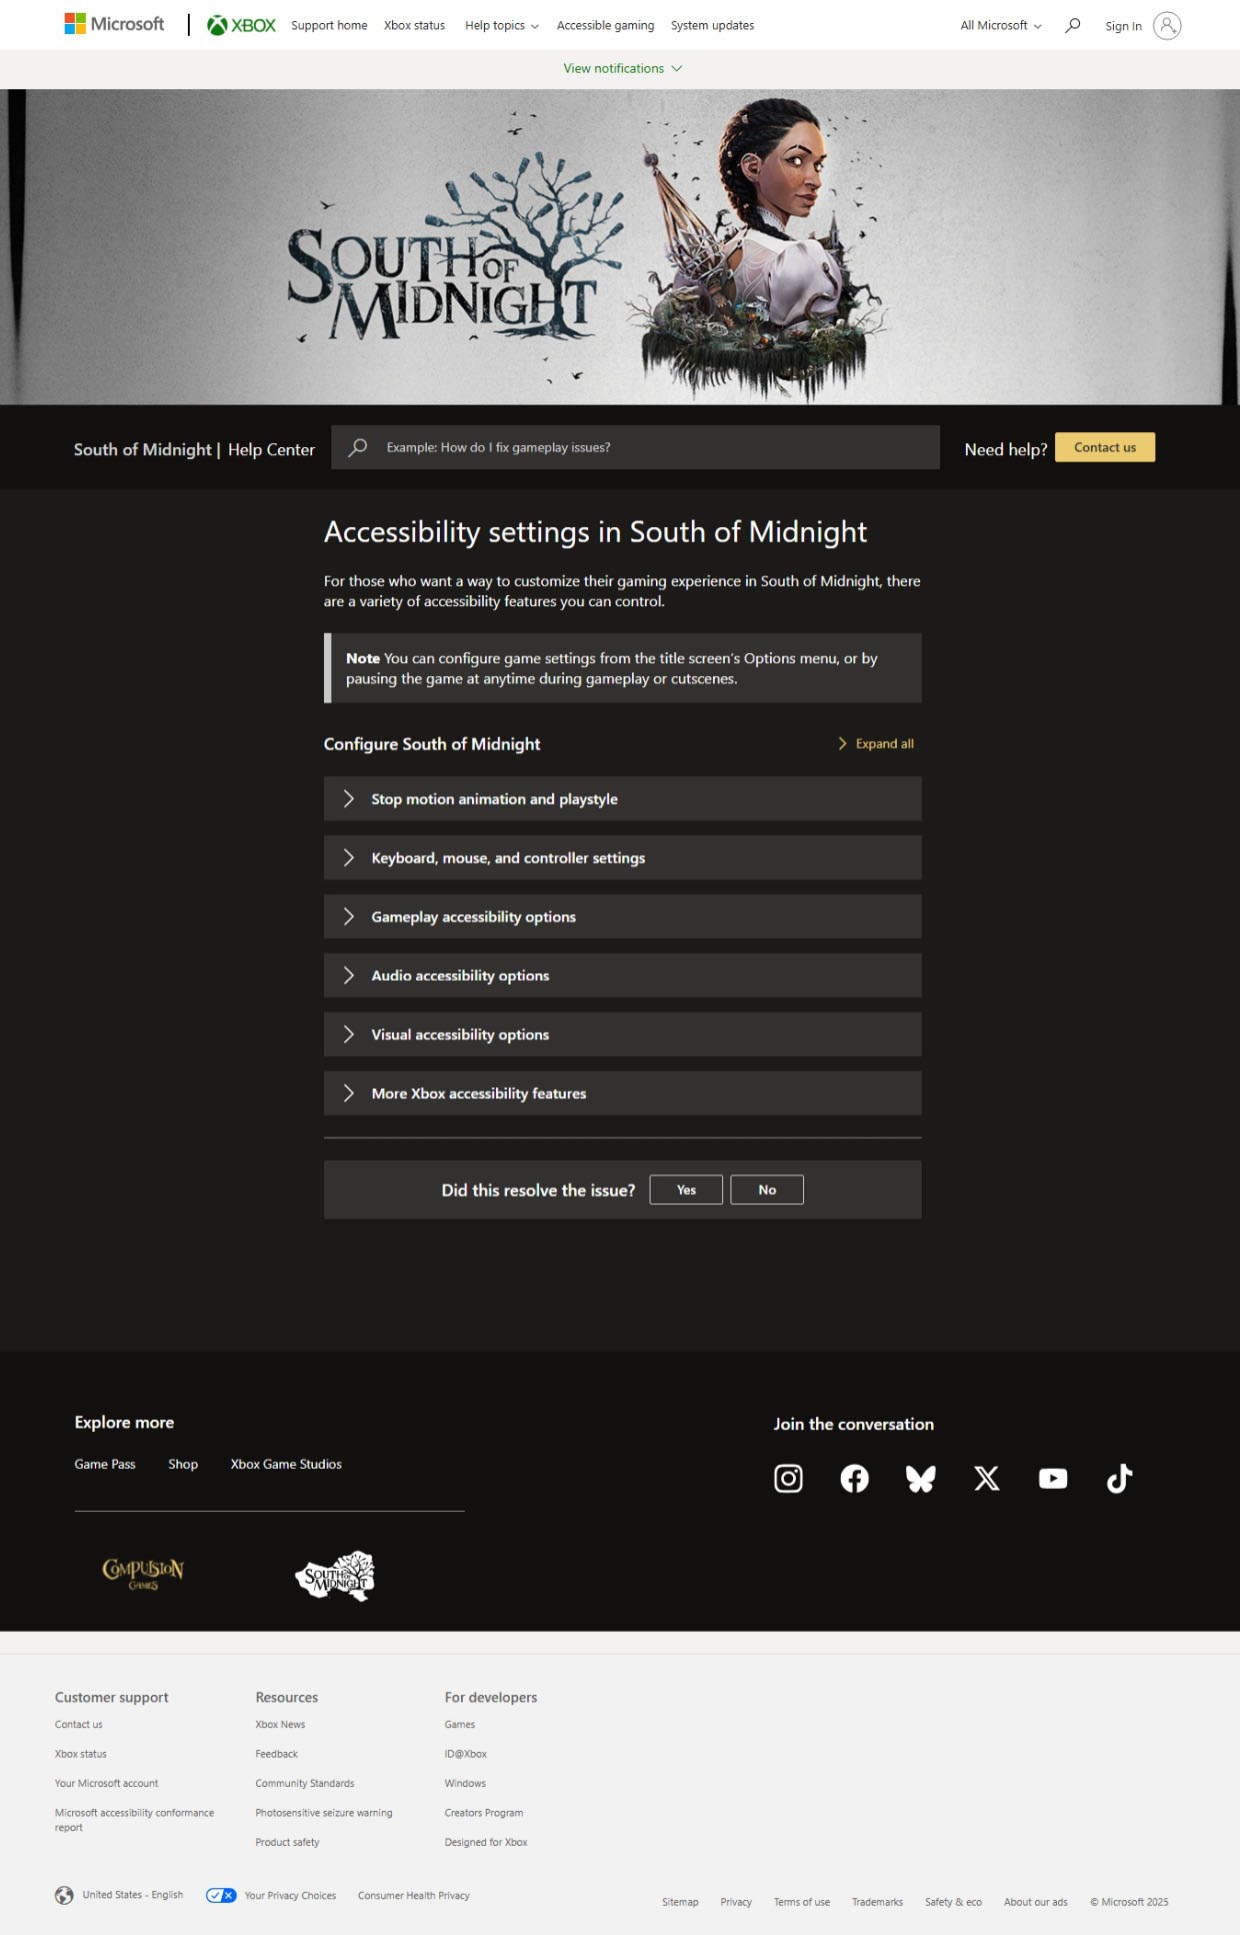 Microsoft
XBOX
Support home
Xbox status
Help topics
Accessible gaming
System updates
All Microsoft
Sign In
View notifications
SOUTH OF
MIDNIGHT
South of Midnight | Help Center
Example: How do I fix gameplay issues?
Need help?
Contact us
Accessibility settings in South of Midnight
For those who want a way to customize their gaming experience in South of Midnight, there
are a variety of accessibility features you can control.
Note You can configure game settings from the title screen's Options menu, or by
pausing the game at anytime during gameplay or cutscenes.
Configure South of Midnight
Expand all
Stop motion animation and playstyle
Keyboard, mouse, and controller settings
Gameplay accessibility options
Audio accessibility options
Visual accessibility options
More Xbox accessibility features
Did this resolve the issue?
Yes
No
Explore more
Game Pass
Shop
Xbox Game Studios
Join the conversation
COMPULSION
GAMES
SOUTH OF
MIDNIGHT
Customer support
Contact us
Xbox status
Your Microsoft account
Microsoft accessibility conformance
report
Resources
Xbox News
Feedback
Community Standards
Photosensitive seizure warning
Product safety
For developers
Games
ID@Xbox
Windows
Creators Program
Designed for Xbox
United States - English
Your Privacy Choices
Consumer Health Privacy
Sitemap
Privacy
Terms of use
Trademarks
Safety & eco
About our ads
© Microsoft 2025